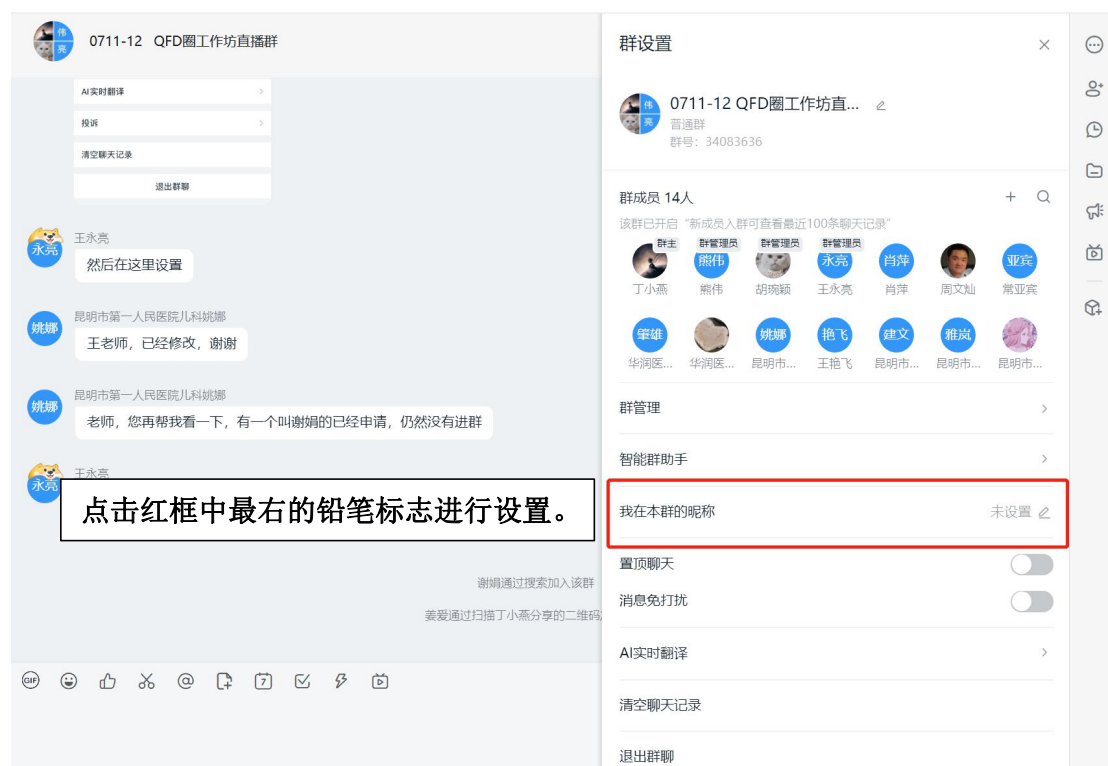 伟
亮
0711-12 QFD圈工作坊直播群
AI实时翻译
投诉
清空聊天记录
退出群聊
永亮
王永亮
然后在这里设置
姚娜
昆明市第一人民医院儿科姚娜
王老师，已经修改，谢谢
姚娜
昆明市第一人民医院儿科姚娜
老师，您再帮我看一下，有一个叫谢娟的已经申请，仍然没有进群
永亮
王永亮
点击红框中最右的铅笔标志进行设置。
谢娟通过搜索加入该群
姜爱通过扫描丁小燕分享的二维码
GIF
7
群设置
伟
亮
0711-12 QFD圈工作坊直...
普通群
群号：34083636
群成员 14人
该群已开启 “新成员入群可查看最近100条聊天记录”
群主 群管理员 群管理员 群管理员
熊伟 永亮 肖萍 亚宾
丁小燕 熊伟 胡琬颖 王永亮 肖萍 周文灿 常亚宾
肇雄 姚娜 艳飞 建文 雅岚
华润医... 华润医... 昆明市... 王艳飞 昆明市... 昆明市... 昆明市...
群管理
智能群助手
我在本群的昵称 未设置
置顶聊天
消息免打扰
AI实时翻译
清空聊天记录
退出群聊